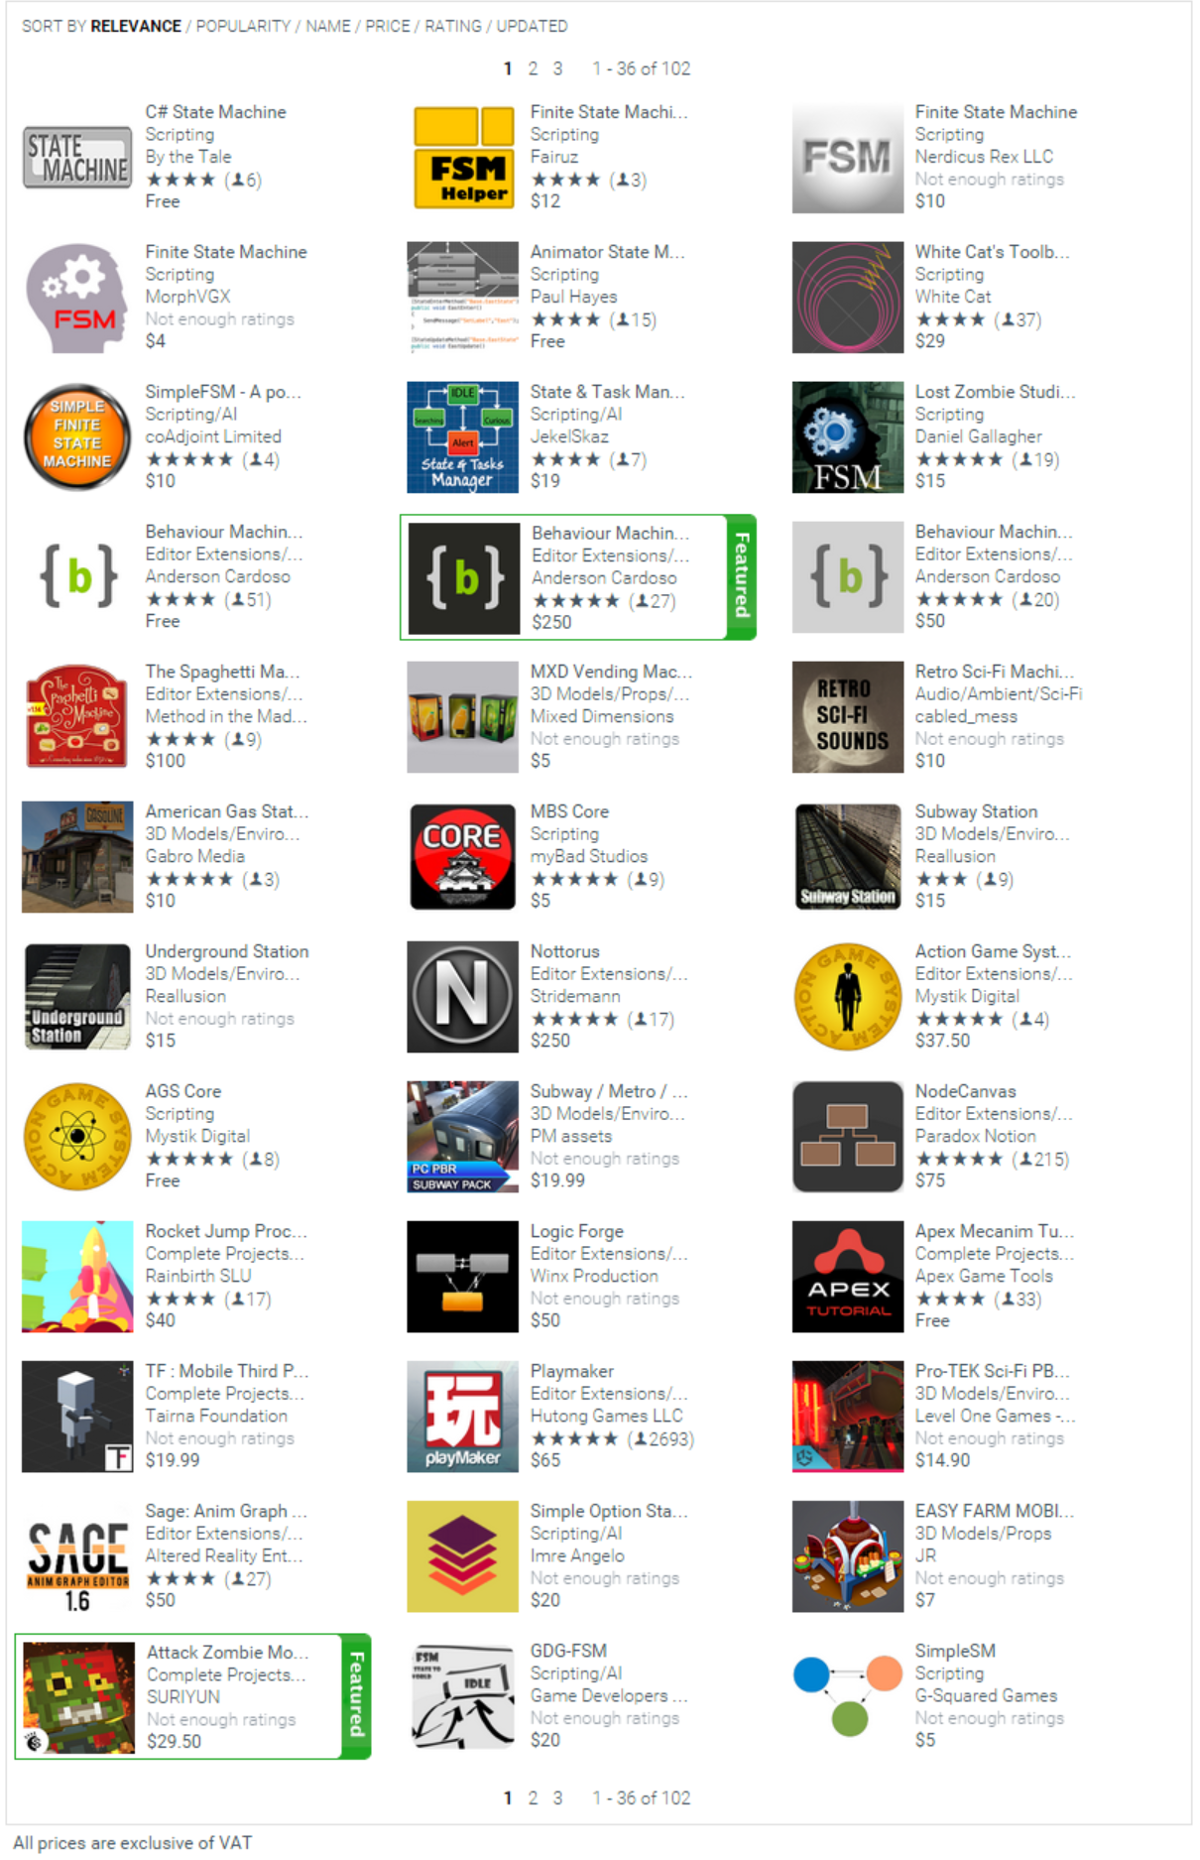 SORT BY RELEVANCE / POPULARITY / NAME / PRICE / RATING / UPDATED
1 2 3 1 - 36 of 102
STATE MACHINE
C# State Machine
Scripting
By the Tale
★★★★ (6)
Free
FSM Helper
Finite State Machi...
Scripting
Fairuz
★★★★ (3)
$12
FSM
Finite State Machine
Scripting
Nerdicus Rex LLC
Not enough ratings
$10
FSM
Finite State Machine
Scripting
MorphVGX
Not enough ratings
$4
Animator State M...
Scripting
Paul Hayes
★★★★ (15)
Free
White Cat's Toolb...
Scripting
White Cat
★★★★ (37)
$29
SIMPLE
FINITE
STATE
MACHINE
SimpleFSM - A po...
Scripting/AI
coAdjoint Limited
★★★★★ (4)
$10
IDLE
Searching
Curious
Alert
State & Tasks
Manager
State & Task Man...
Scripting/AI
JekelSkaz
★★★★ (7)
$19
FSM
Lost Zombie Studi...
Scripting
Daniel Gallagher
★★★★★ (19)
$15
{b}
Behaviour Machin...
Editor Extensions/...
Anderson Cardoso
★★★★ (51)
Free
{b}
Behaviour Machin...
Editor Extensions/...
Anderson Cardoso
★★★★★ (27)
$250
Featured
{b}
Behaviour Machin...
Editor Extensions/...
Anderson Cardoso
★★★★★ (20)
$50
The
Spaghetti
Machine
The Spaghetti Ma...
Editor Extensions/...
Method in the Mad...
★★★★ (9)
$100
MXD Vending Mac...
3D Models/Props/...
Mixed Dimensions
Not enough ratings
$5
RETRO
SCI-FI
SOUNDS
Retro Sci-Fi Machi...
Audio/Ambient/Sci-Fi
cabled_mess
Not enough ratings
$10
GASOLINE
American Gas Stat...
3D Models/Enviro...
Gabro Media
★★★★★ (3)
$10
CORE
MBS Core
Scripting
myBad Studios
★★★★★ (9)
$5
Subway Station
Subway Station
3D Models/Enviro...
Reallusion
★★★ (9)
$15
Underground
Station
Underground Station
3D Models/Enviro...
Reallusion
Not enough ratings
$15
N
Nottorus
Editor Extensions/...
Stridemann
★★★★★ (17)
$250
ACTION GAME SYSTEM
Action Game Syst...
Editor Extensions/...
Mystik Digital
★★★★★ (4)
$37.50
ACTION GAME SYSTEM
AGS Core
Scripting
Mystik Digital
★★★★★ (8)
Free
PC PBR
SUBWAY PACK
Subway / Metro / ...
3D Models/Enviro...
PM assets
Not enough ratings
$19.99
NodeCanvas
Editor Extensions/...
Paradox Notion
★★★★★ (215)
$75
Rocket Jump Proc...
Complete Projects...
Rainbirth SLU
★★★★ (17)
$40
Logic Forge
Editor Extensions/...
Winx Production
Not enough ratings
$50
APEX
TUTORIAL
Apex Mecanim Tu...
Complete Projects...
Apex Game Tools
★★★★ (33)
Free
TF
TF : Mobile Third P...
Complete Projects...
Tairna Foundation
Not enough ratings
$19.99
玩
playMaker
Playmaker
Editor Extensions/...
Hutong Games LLC
★★★★★ (2693)
$65
Pro-TEK Sci-Fi PB...
3D Models/Enviro...
Level One Games -...
Not enough ratings
$14.90
SAGE
ANIM GRAPH EDITOR
1.6
Sage: Anim Graph ...
Editor Extensions/...
Altered Reality Ent...
★★★★ (27)
$50
Simple Option Sta...
Scripting/AI
Imre Angelo
Not enough ratings
$20
EASY FARM MOBI...
3D Models/Props
JR
Not enough ratings
$7
Attack Zombie Mo...
Complete Projects...
SURIYUN
Not enough ratings
$29.50
Featured
FSM
IDLE
GDG-FSM
Scripting/AI
Game Developers ...
Not enough ratings
$20
SimpleSM
Scripting
G-Squared Games
Not enough ratings
$5
1 2 3 1 - 36 of 102
All prices are exclusive of VAT